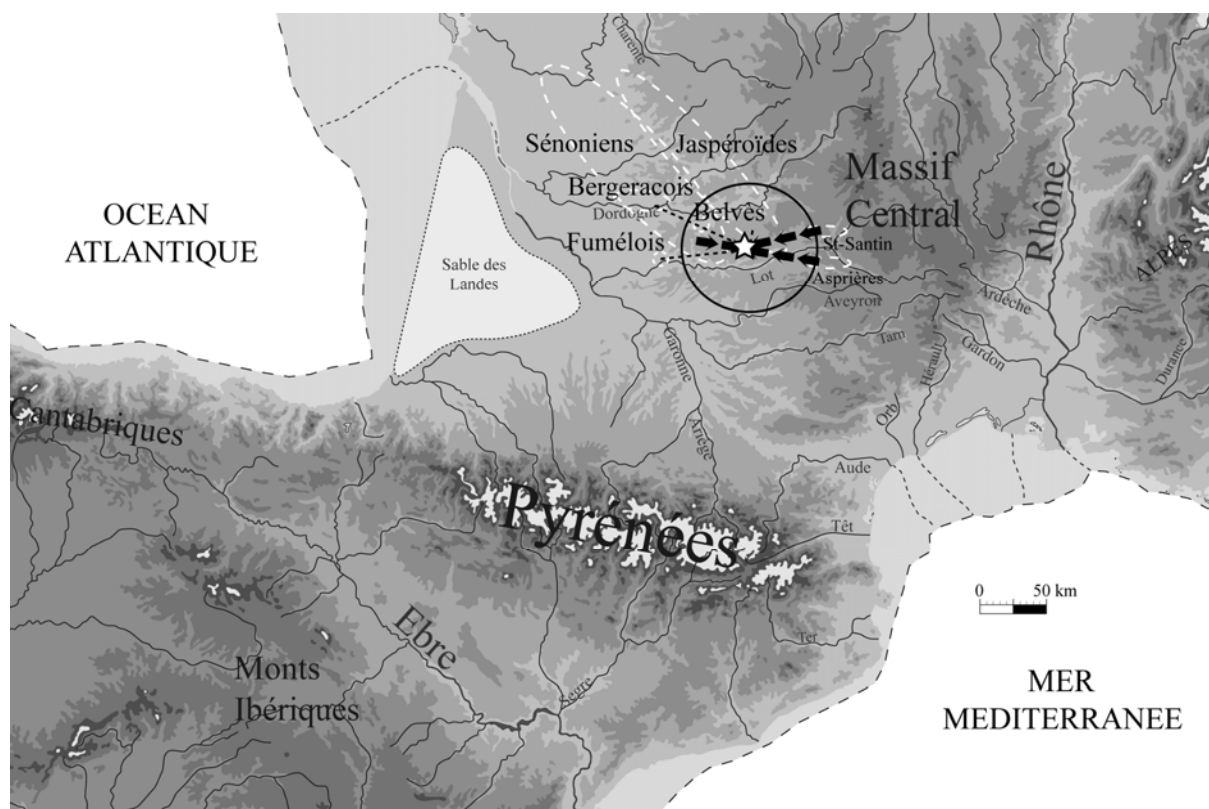 Charente
Sénoniens
Jaspéroïdes
Massif
Central
OCEAN
ATLANTIQUE
Bergeracois
Dordogne
Belvès
Fumélois
St-Santin
Rhône
ALPES
Sable des
Landes
Lot
Asprières
Aveyron
Ardèche
Garonne
Tarn
Hérault
Gardon
Durance
Cantabriques
Orb
Ariège
Aude
Pyrénées
Têt
0 50 km
Ebre
Ter
Monts
Ibériques
Segre
MER
MEDITERRANEE